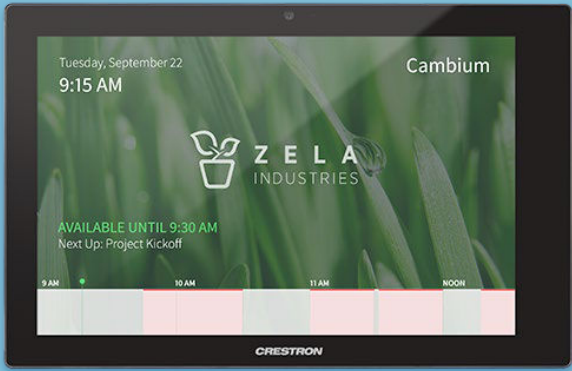 Tuesday, September 22
9:15 AM
Cambium
ZELA
INDUSTRIES
AVAILABLE UNTIL 9:30 AM
Next Up: Project Kickoff
9 AM 10 AM 11 AM NOON
CRESTRON